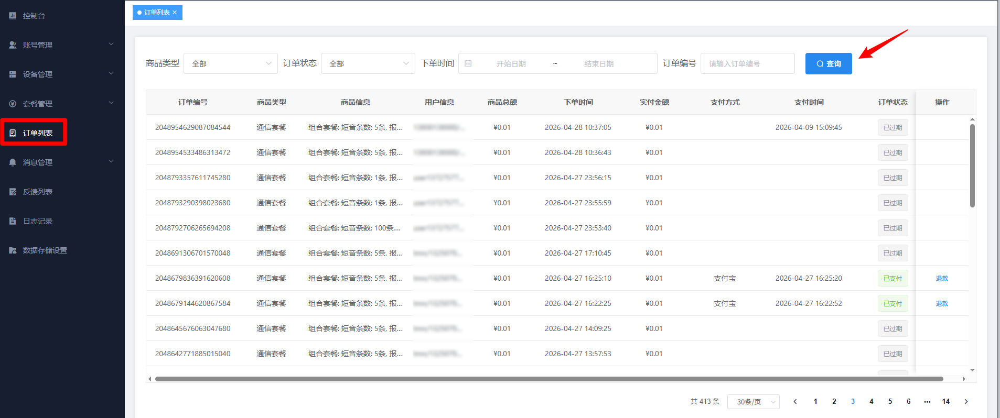 控制台
账号管理
设备管理
套餐管理
订单列表
消息管理
反馈列表
日志记录
数据存储设置
订单列表
商品类型 全部 订单状态 全部 下单时间 开始日期 ~ 结束日期 订单编号 请输入订单编号 查询
订单编号 商品类型 商品信息 用户信息 商品总额 下单时间 实付金额 支付方式 支付时间 订单状态 操作
2048954629087084544 通信套餐 组合套餐: 短音条数: 5条, 报... ¥0.01 2026-04-28 10:37:05 ¥0.01 2026-04-09 15:09:45 已过期
2048954533486313472 通信套餐 组合套餐: 短音条数: 5条, 报... ¥0.01 2026-04-28 10:36:43 ¥0.01 已过期
2048793357611745280 通信套餐 组合套餐: 短音条数: 1条, 报... ¥0.01 2026-04-27 23:56:15 ¥0.01 已过期
2048793290398023680 通信套餐 组合套餐: 短音条数: 1条, 报... ¥0.01 2026-04-27 23:55:59 ¥0.01 已过期
2048792706265694208 通信套餐 组合套餐: 短音条数: 100条,... ¥0.01 2026-04-27 23:53:40 ¥0.01 已过期
2048691306701570048 通信套餐 组合套餐: 短音条数: 5条, 报... ¥0.01 2026-04-27 17:10:45 ¥0.01 已过期
2048679836391620608 通信套餐 组合套餐: 短音条数: 5条, 报... ¥0.01 2026-04-27 16:25:10 ¥0.01 支付宝 2026-04-27 16:25:20 已支付 退款
2048679144620867584 通信套餐 组合套餐: 短音条数: 5条, 报... ¥0.01 2026-04-27 16:22:25 ¥0.01 支付宝 2026-04-27 16:22:52 已支付 退款
2048645676063047680 通信套餐 组合套餐: 短音条数: 5条, 报... ¥0.01 2026-04-27 14:09:25 ¥0.01 已过期
2048642771885015040 通信套餐 组合套餐: 短音条数: 5条, 报... ¥0.01 2026-04-27 13:57:53 ¥0.01 已过期
共 413 条 30条/页 1 2 3 4 5 6 ... 14